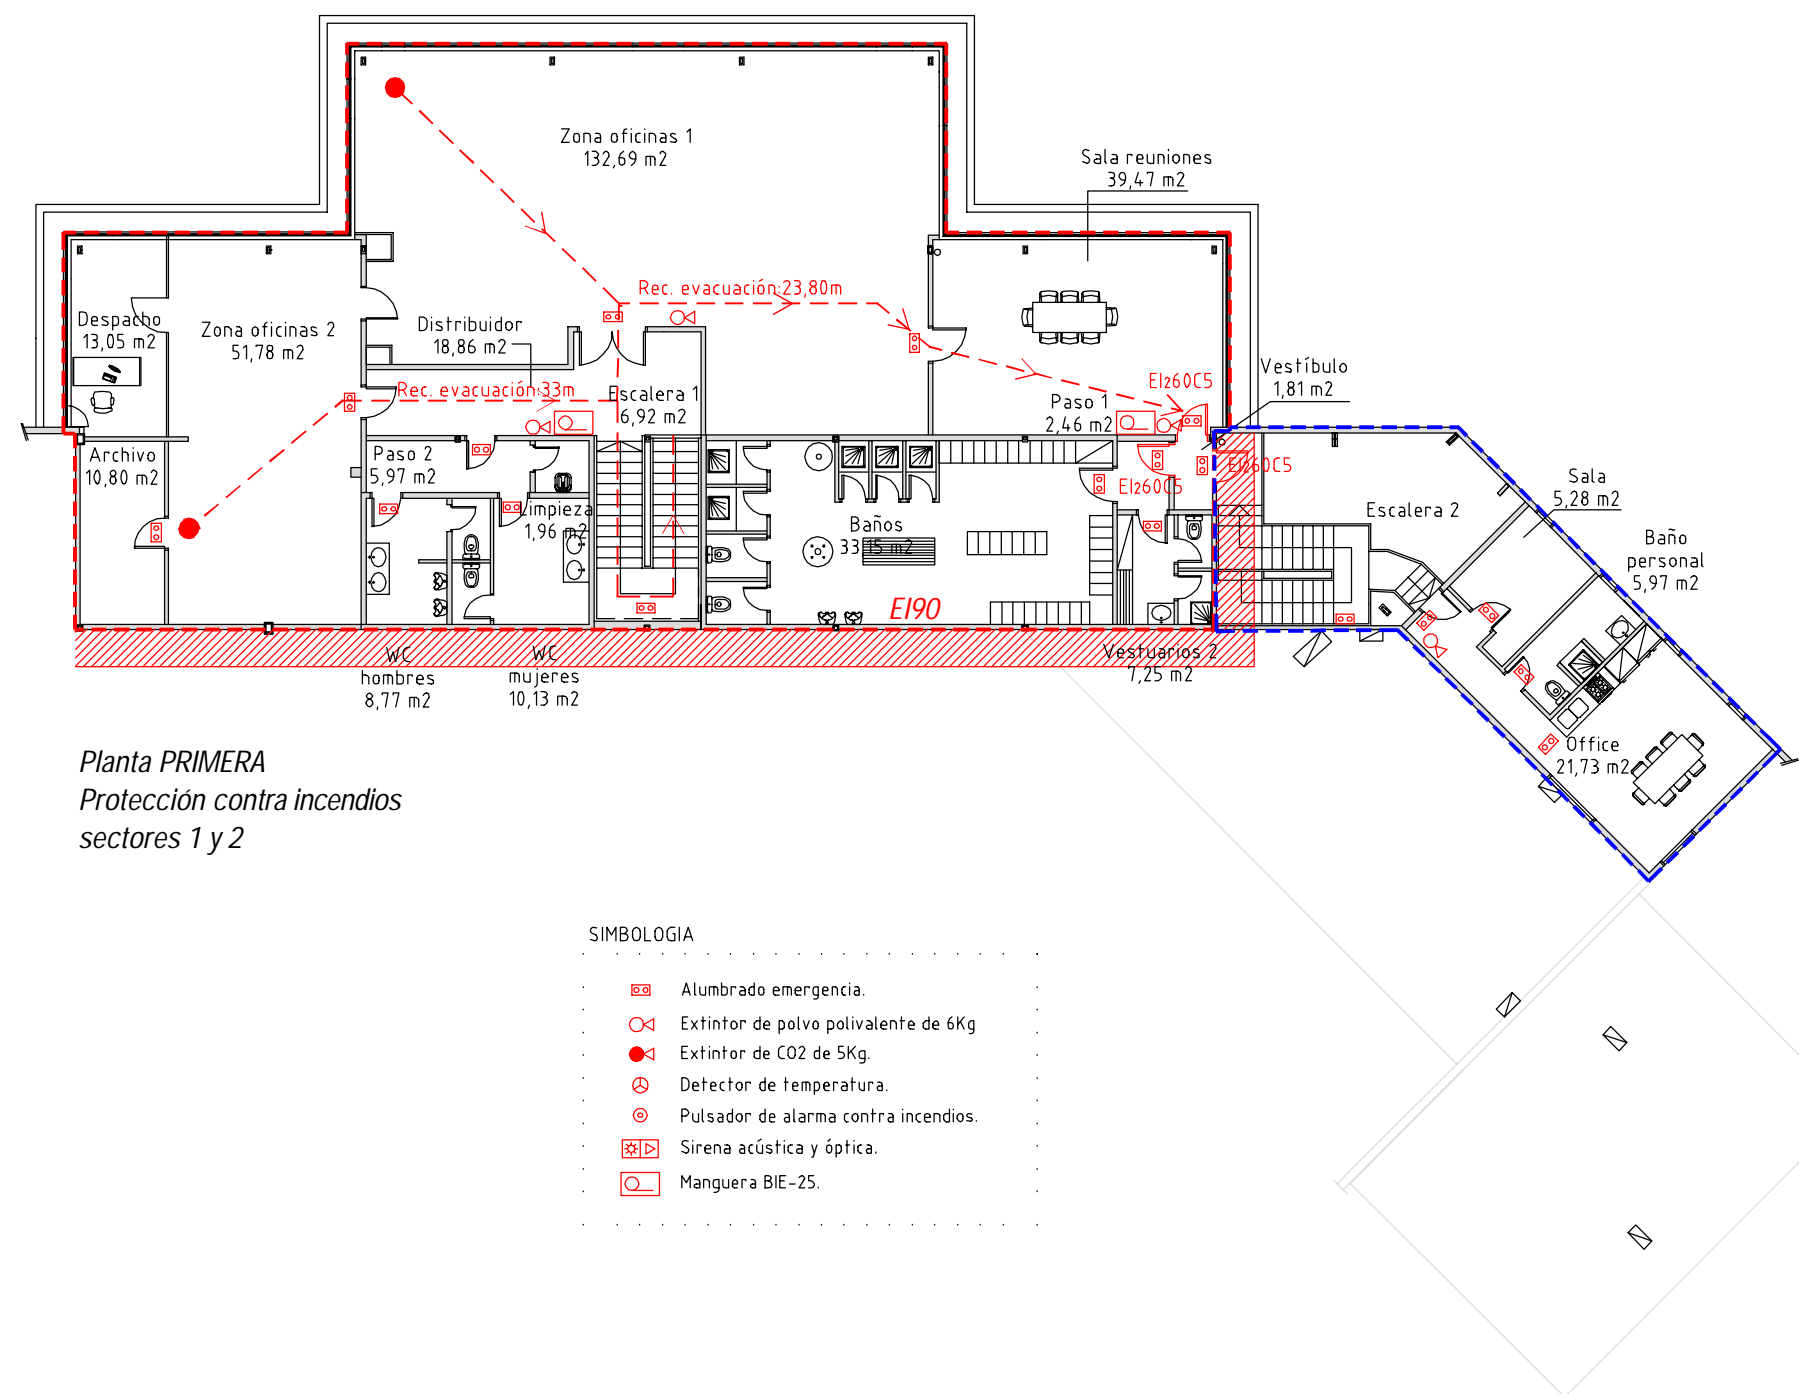 Zona oficinas 1
132,69 m2
Sala reuniones
39,47 m2
Rec. evacuación:23,80m
Despacho
13,05 m2
Zona oficinas 2
51,78 m2
Distribuidor
18,86 m2
Vestíbulo
1,81 m2
EI260C5
Rec. evacuación:33m
Escalera 1
6,92 m2
Paso 1
2,46 m2
Archivo
10,80 m2
Paso 2
5,97 m2
EI260C5
EI260C5
Sala
5,28 m2
Escalera 2
Limpieza
1,96 m2
Baños
33,15 m2
Baño
personal
5,97 m2
EI90
WC
hombres
8,77 m2
WC
mujeres
10,13 m2
Vestuarios 2
7,25 m2
Office
21,73 m2
Planta PRIMERA
Protección contra incendios
sectores 1 y 2
SIMBOLOGIA
Alumbrado emergencia.
Extintor de polvo polivalente de 6Kg
Extintor de CO2 de 5Kg.
Detector de temperatura.
Pulsador de alarma contra incendios.
Sirena acústica y óptica.
Manguera BIE-25.